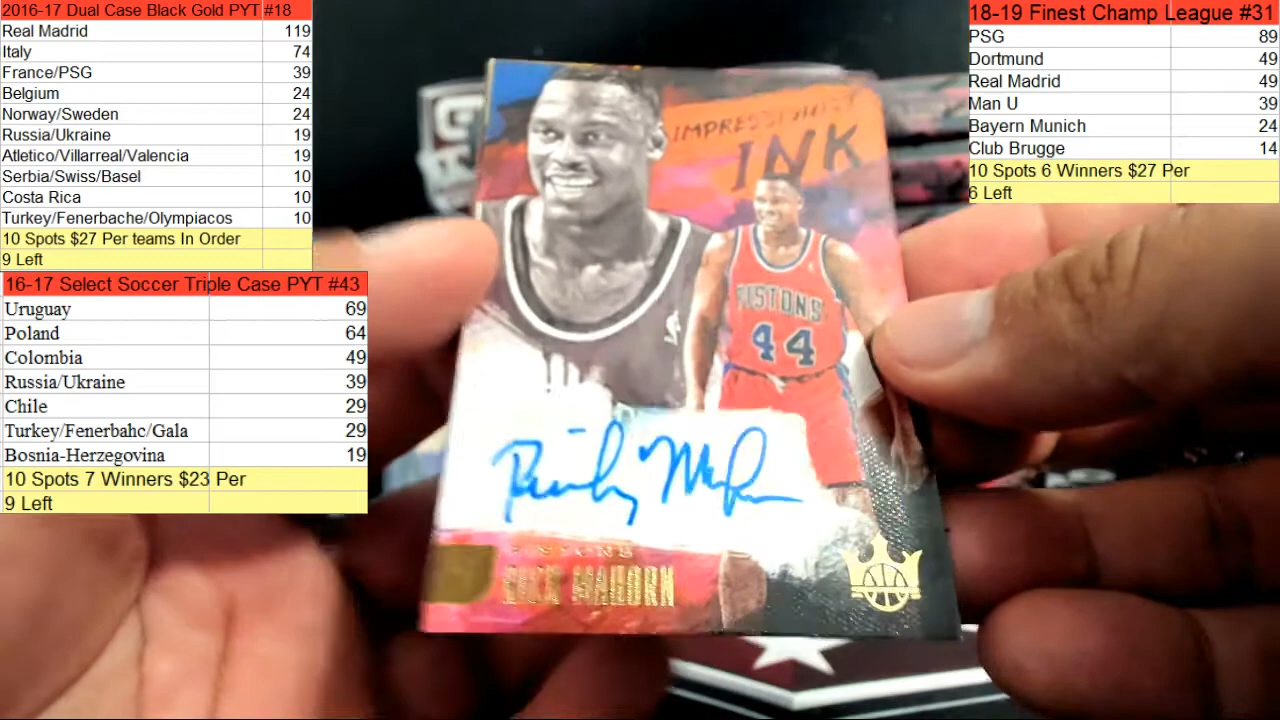 2016-17 Dual Case Black Gold PYT #18
Real Madrid 119
Italy 74
France/PSG 39
Belgium 24
Norway/Sweden 24
Russia/Ukraine 19
Atletico/Villarreal/Valencia 19
Serbia/Swiss/Basel 10
Costa Rica 10
Turkey/Fenerbache/Olympiacos 10
10 Spots $27 Per teams In Order
9 Left
16-17 Select Soccer Triple Case PYT #43
Uruguay 69
Poland 64
Colombia 49
Russia/Ukraine 39
Chile 29
Turkey/Fenerbahc/Gala 29
Bosnia-Herzegovina 19
10 Spots 7 Winners $23 Per
9 Left
18-19 Finest Champ League #31
PSG 89
Dortmund 49
Real Madrid 49
Man U 39
Bayern Munich 24
Club Brugge 14
10 Spots 6 Winners $27 Per
6 Left
IMPRESSIONIST
INK
PISTONS
44
PISTONS
RICK MAHORN